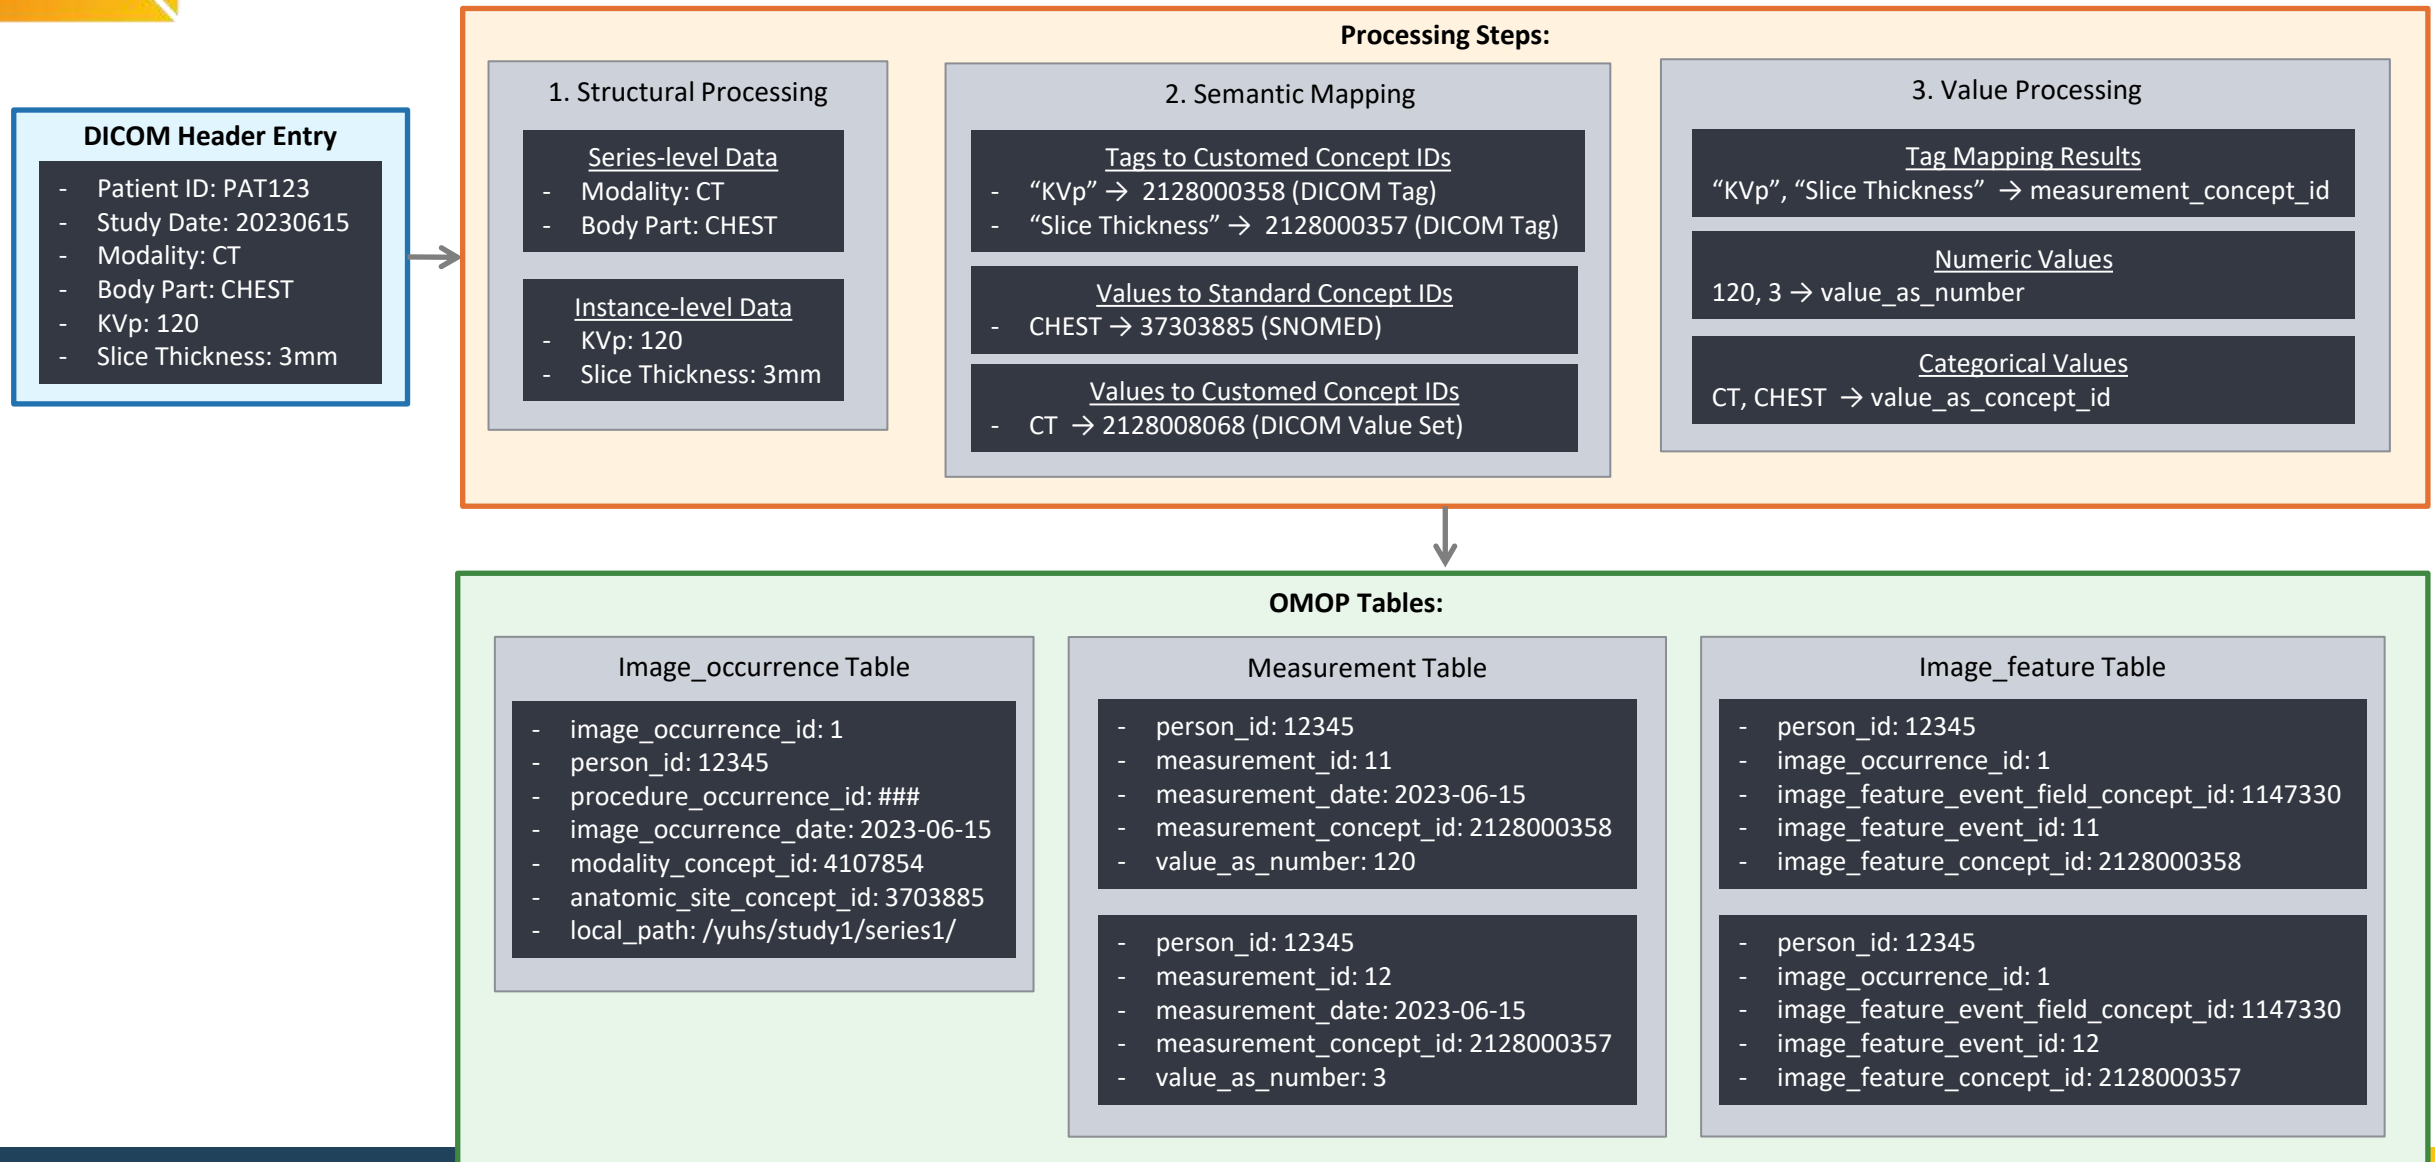 DICOM Header Entry
- Patient ID: PAT123
- Study Date: 20230615
- Modality: CT
- Body Part: CHEST
- KVp: 120
- Slice Thickness: 3mm
Processing Steps:
1. Structural Processing
Series-level Data
- Modality: CT
- Body Part: CHEST
Instance-level Data
- KVp: 120
- Slice Thickness: 3mm
2. Semantic Mapping
Tags to Customed Concept IDs
- “KVp” → 2128000358 (DICOM Tag)
- “Slice Thickness” → 2128000357 (DICOM Tag)
Values to Standard Concept IDs
- CHEST → 37303885 (SNOMED)
Values to Customed Concept IDs
- CT → 2128008068 (DICOM Value Set)
3. Value Processing
Tag Mapping Results
“KVp”, “Slice Thickness” → measurement_concept_id
Numeric Values
120, 3 → value_as_number
Categorical Values
CT, CHEST → value_as_concept_id
OMOP Tables:
Image_occurrence Table
- image_occurrence_id: 1
- person_id: 12345
- procedure_occurrence_id: ###
- image_occurrence_date: 2023-06-15
- modality_concept_id: 4107854
- anatomic_site_concept_id: 3703885
- local_path: /yuhs/study1/series1/
Measurement Table
- person_id: 12345
- measurement_id: 11
- measurement_date: 2023-06-15
- measurement_concept_id: 2128000358
- value_as_number: 120
- person_id: 12345
- measurement_id: 12
- measurement_date: 2023-06-15
- measurement_concept_id: 2128000357
- value_as_number: 3
Image_feature Table
- person_id: 12345
- image_occurrence_id: 1
- image_feature_event_field_concept_id: 1147330
- image_feature_event_id: 11
- image_feature_concept_id: 2128000358
- person_id: 12345
- image_occurrence_id: 1
- image_feature_event_field_concept_id: 1147330
- image_feature_event_id: 12
- image_feature_concept_id: 2128000357